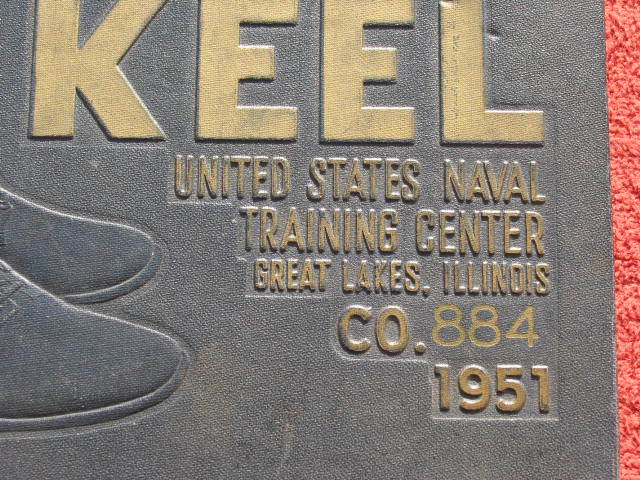 KEEL
UNITED STATES NAVAL
TRAINING CENTER
GREAT LAKES, ILLINOIS
CO. 884
1951